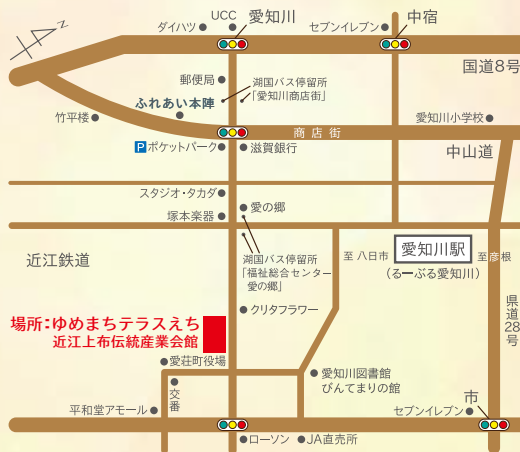 N
UCC
愛知川
中宿
ダイハツ
セブンイレブン
国道8号
郵便局
湖国バス停留所
「愛知川商店街」
ふれあい本陣
竹平楼
愛知川小学校
商店街
P ポケットパーク
滋賀銀行
中山道
スタジオ・タカダ
愛の郷
塚本楽器
近江鉄道
湖国バス停留所
「福祉総合センター
愛の郷」
至 八日市
愛知川駅
至彦根
(るーぶる愛知川)
県道28号
クリタフラワー
場所:ゆめまちテラスえち
近江上布伝統産業会館
愛荘町役場
交番
愛知川図書館
びんてまりの館
平和堂アモール
市
セブンイレブン
ローソン
JA直売所